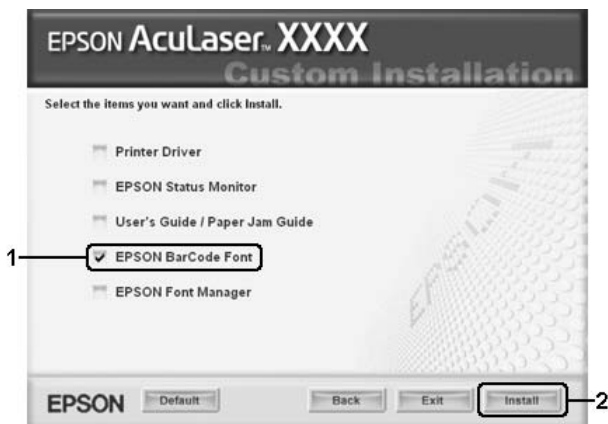 EPSON AcuLaser™ XXXX
Custom Installation
Select the items you want and click Install.
Printer Driver
EPSON Status Monitor
User's Guide / Paper Jam Guide
1
EPSON BarCode Font
EPSON Font Manager
EPSON
EPSON
Default
Back
Exit
Install
2